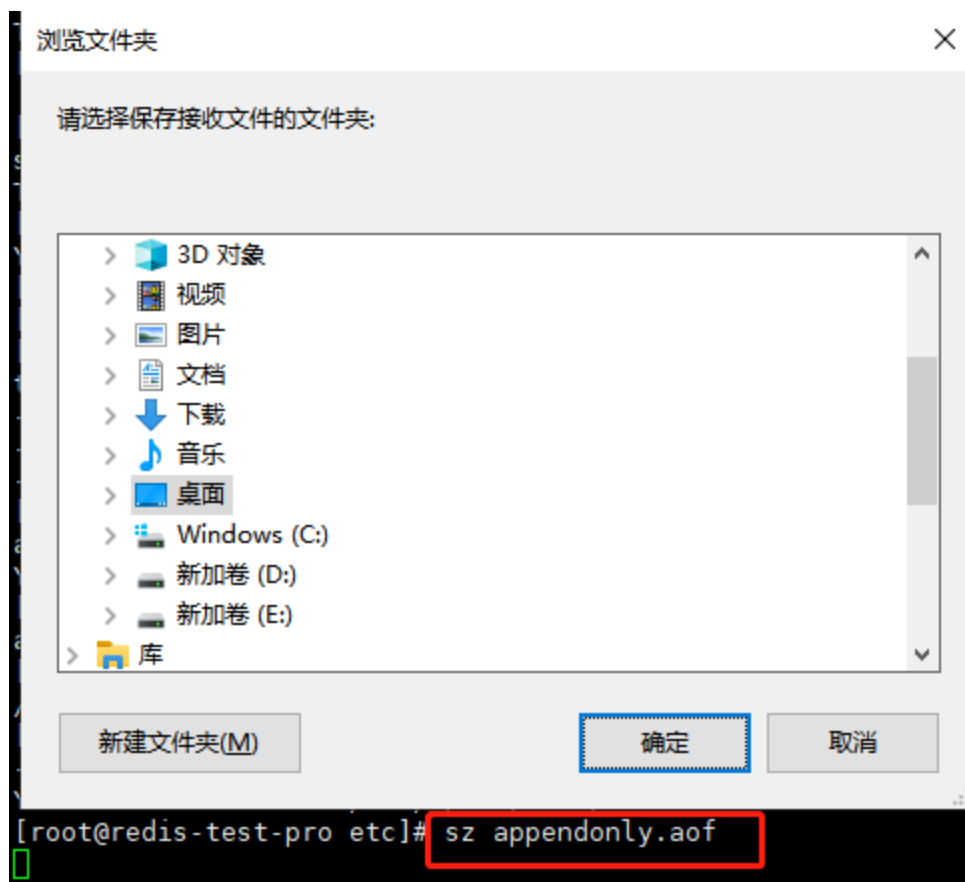 浏览文件夹
请选择保存接收文件的文件夹:
3D 对象
视频
图片
文档
下载
音乐
桌面
Windows (C:)
新加卷 (D:)
新加卷 (E:)
库
新建文件夹(M) 确定 取消
[root@redis-test-pro etc]# sz appendonly.aof